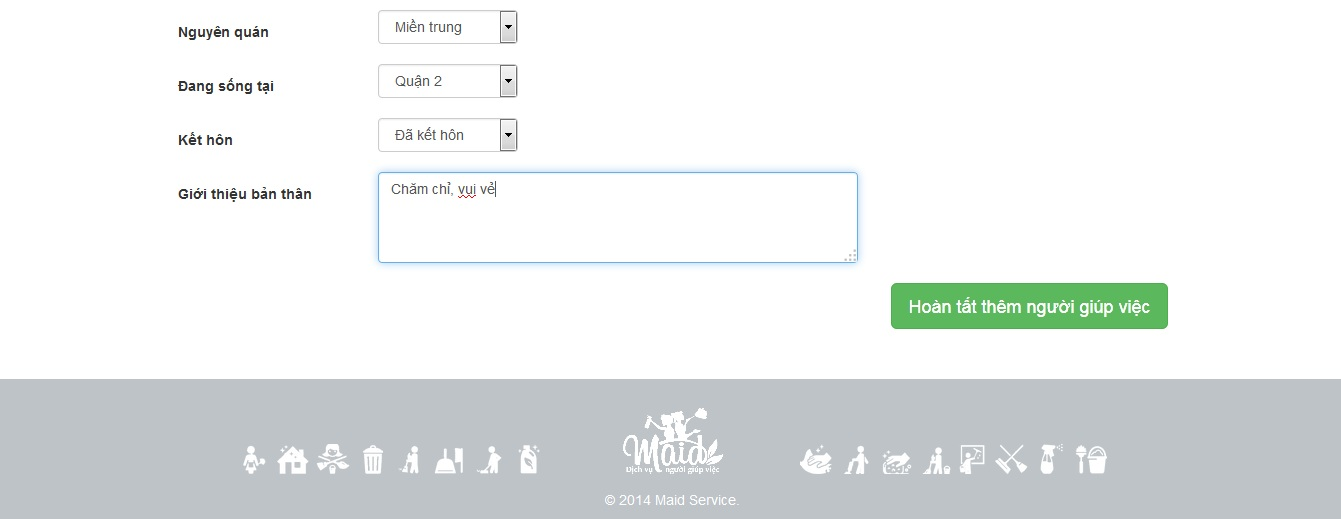 Nguyên quán Miền trung
Đang sống tại Quận 2
Kết hôn Đã kết hôn
Giới thiệu bản thân Chăm chỉ, vui vẻ
Hoàn tất thêm người giúp việc
Maid
Dịch vụ người giúp việc
© 2014 Maid Service.